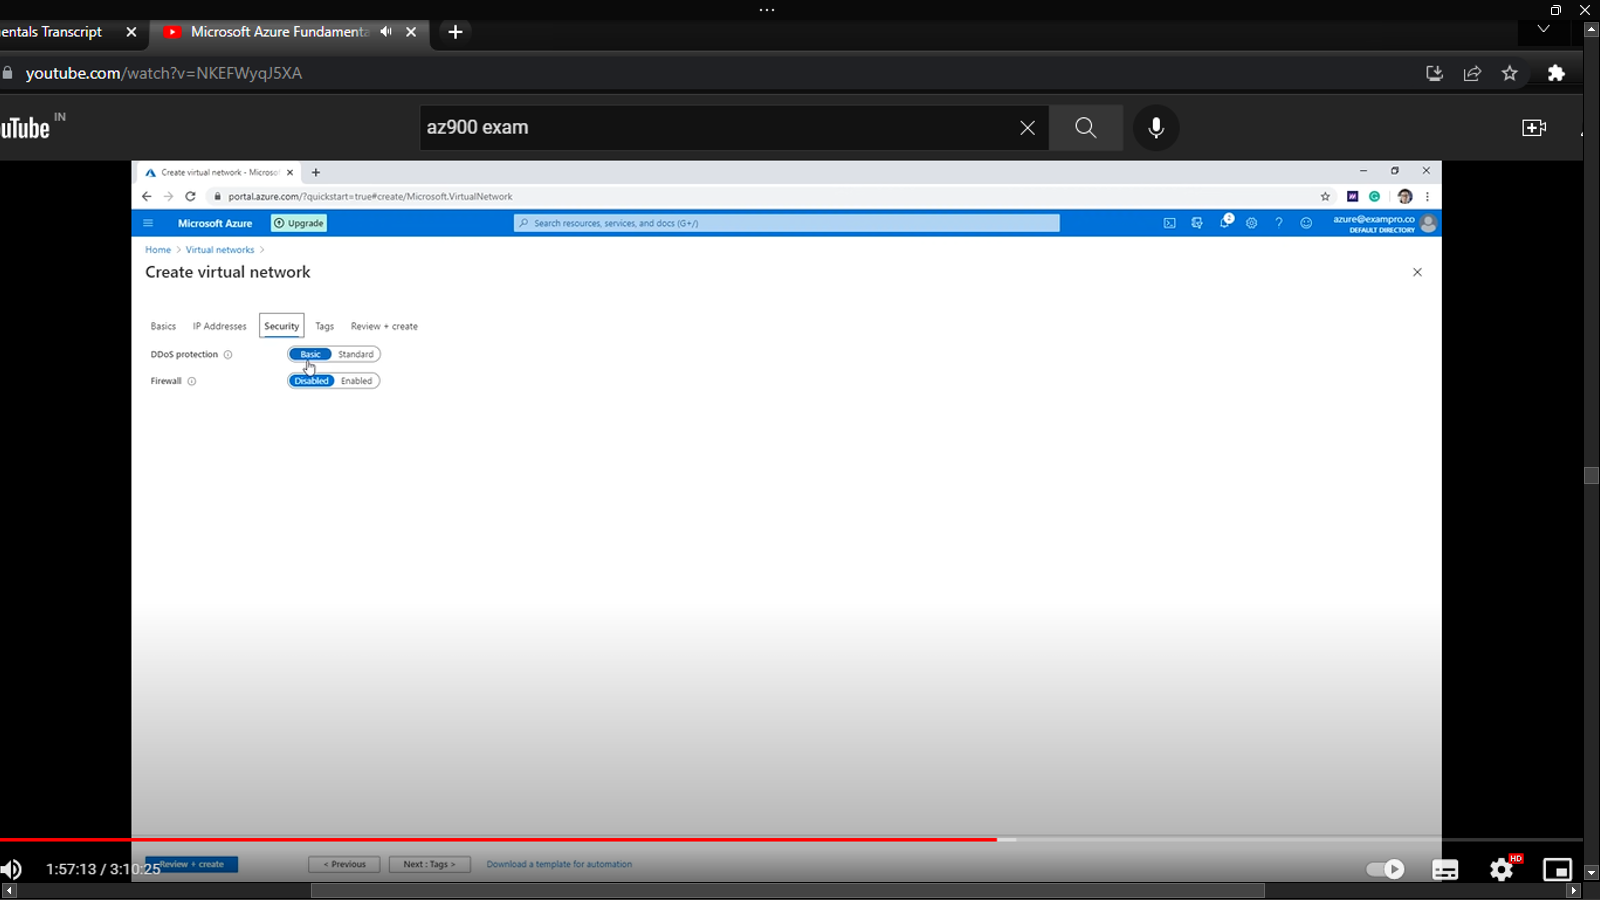 entals Transcript
Microsoft Azure Fundamenta
youtube.com/watch?v=NKEFWyqJ5XA
uTube IN
az900 exam
Create virtual network - Microso
portal.azure.com/?quickstart=true#create/Microsoft.VirtualNetwork
Microsoft Azure
Upgrade
Search resources, services, and docs (G+/)
2
azure@exampro.co
DEFAULT DIRECTORY
Home > Virtual networks >
Create virtual network
Basics IP Addresses Security Tags Review + create
DDoS protection Basic Standard
Firewall Disabled Enabled
1:57:13 / 3:10:25
Review + create
< Previous
Next : Tags >
Download a template for automation
HD